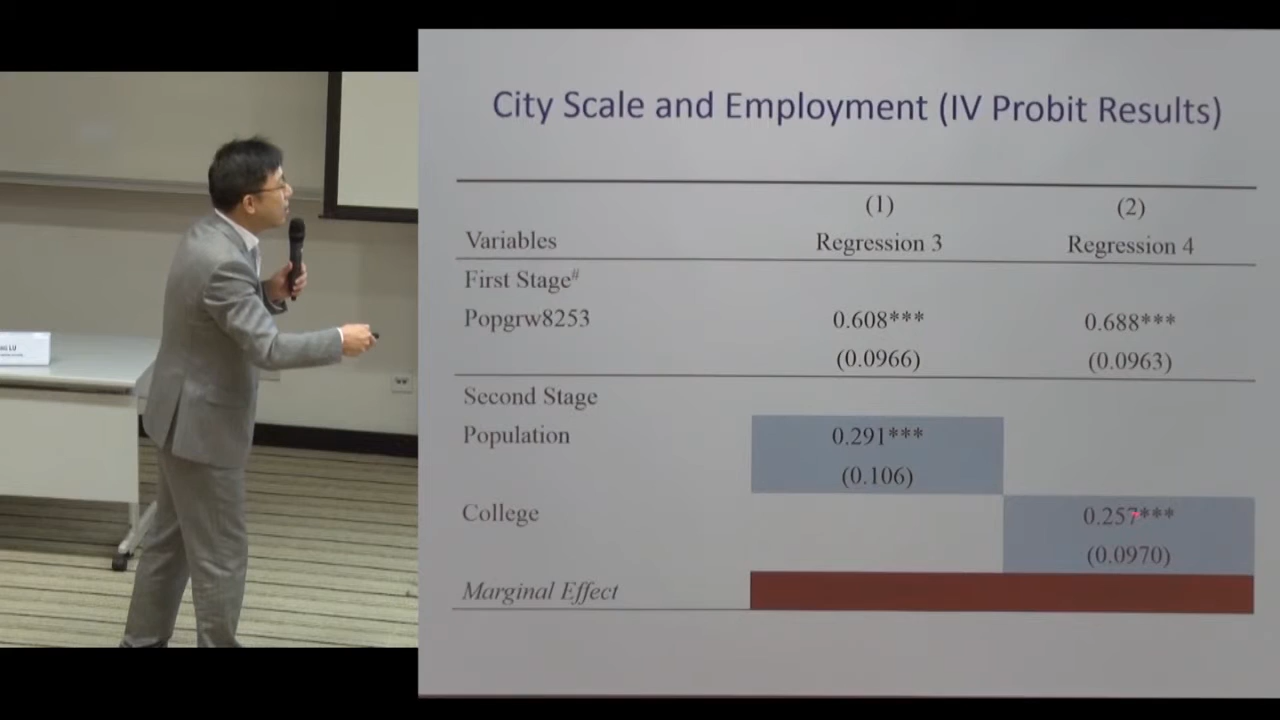 City Scale and Employment (IV Probit Results)
(1) (2)
Variables Regression 3 Regression 4
First Stage#
Popgrw8253 0.608*** 0.688***
(0.0966) (0.0963)
Second Stage
Population 0.291***
(0.106)
College 0.257***
(0.0970)
Marginal Effect
LU